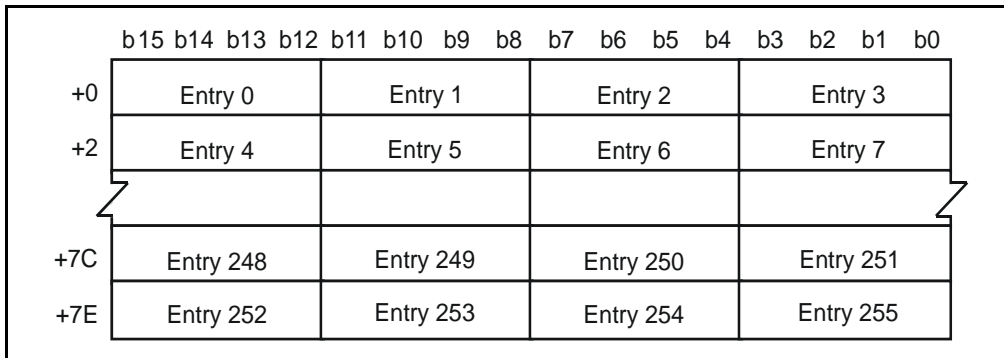 b15 b14 b13 b12 b11 b10 b9 b8 b7 b6 b5 b4 b3 b2 b1 b0
+0 Entry 0 Entry 1 Entry 2 Entry 3
+2 Entry 4 Entry 5 Entry 6 Entry 7
+7C Entry 248 Entry 249 Entry 250 Entry 251
+7E Entry 252 Entry 253 Entry 254 Entry 255